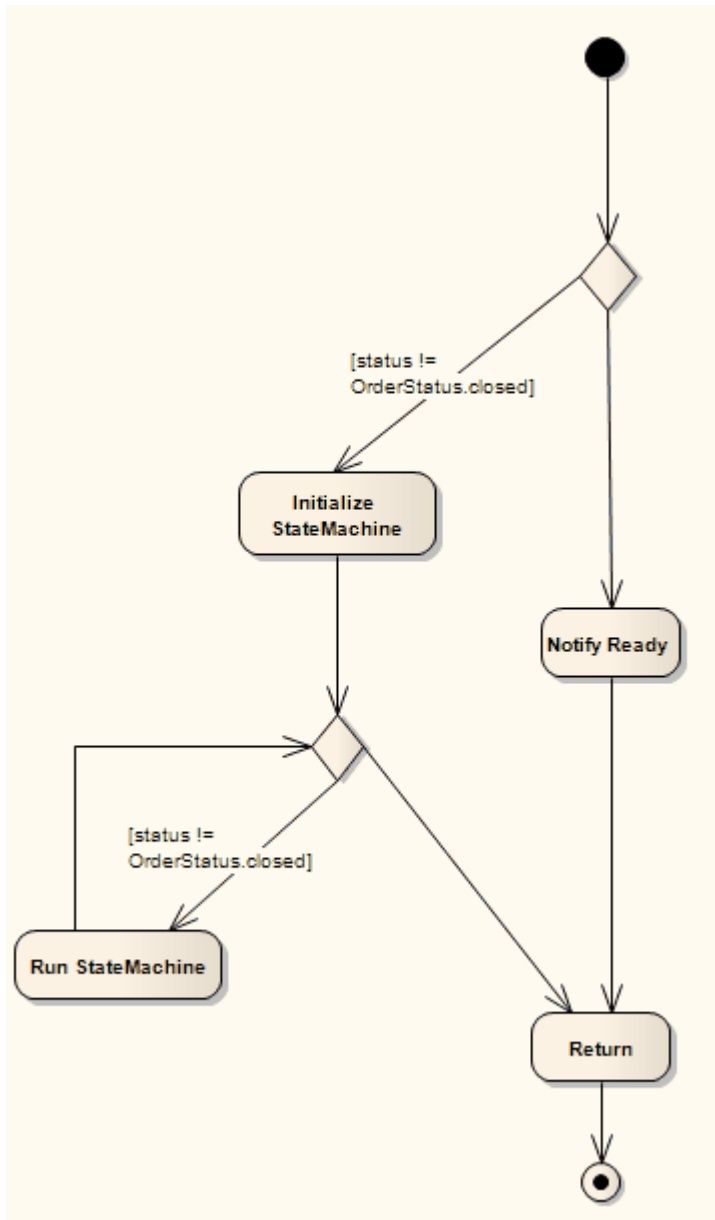 [status !=
OrderStatus.closed]
Initialize
StateMachine
Notify Ready
[status !=
OrderStatus.closed]
Run StateMachine
Return